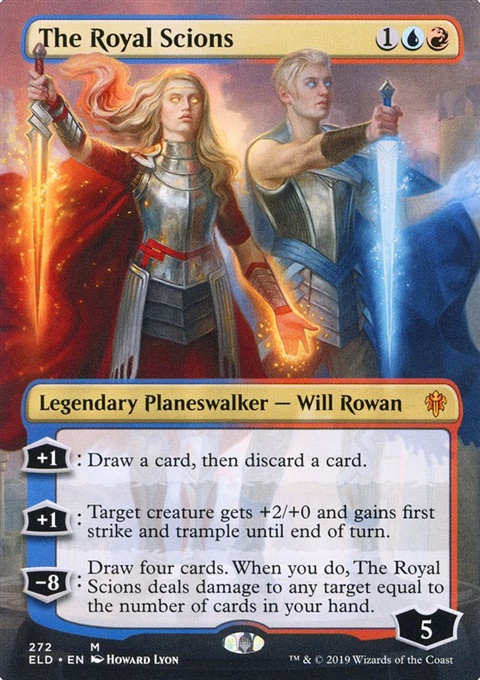 The Royal Scions 1
Legendary Planeswalker — Will Rowan
+1 : Draw a card, then discard a card.
+1 : Target creature gets +2/+0 and gains first
strike and trample until end of turn.
−8 : Draw four cards. When you do, The Royal
Scions deals damage to any target equal to
the number of cards in your hand.
5
272 M
ELD • EN Howard Lyon
™ & © 2019 Wizards of the Coast